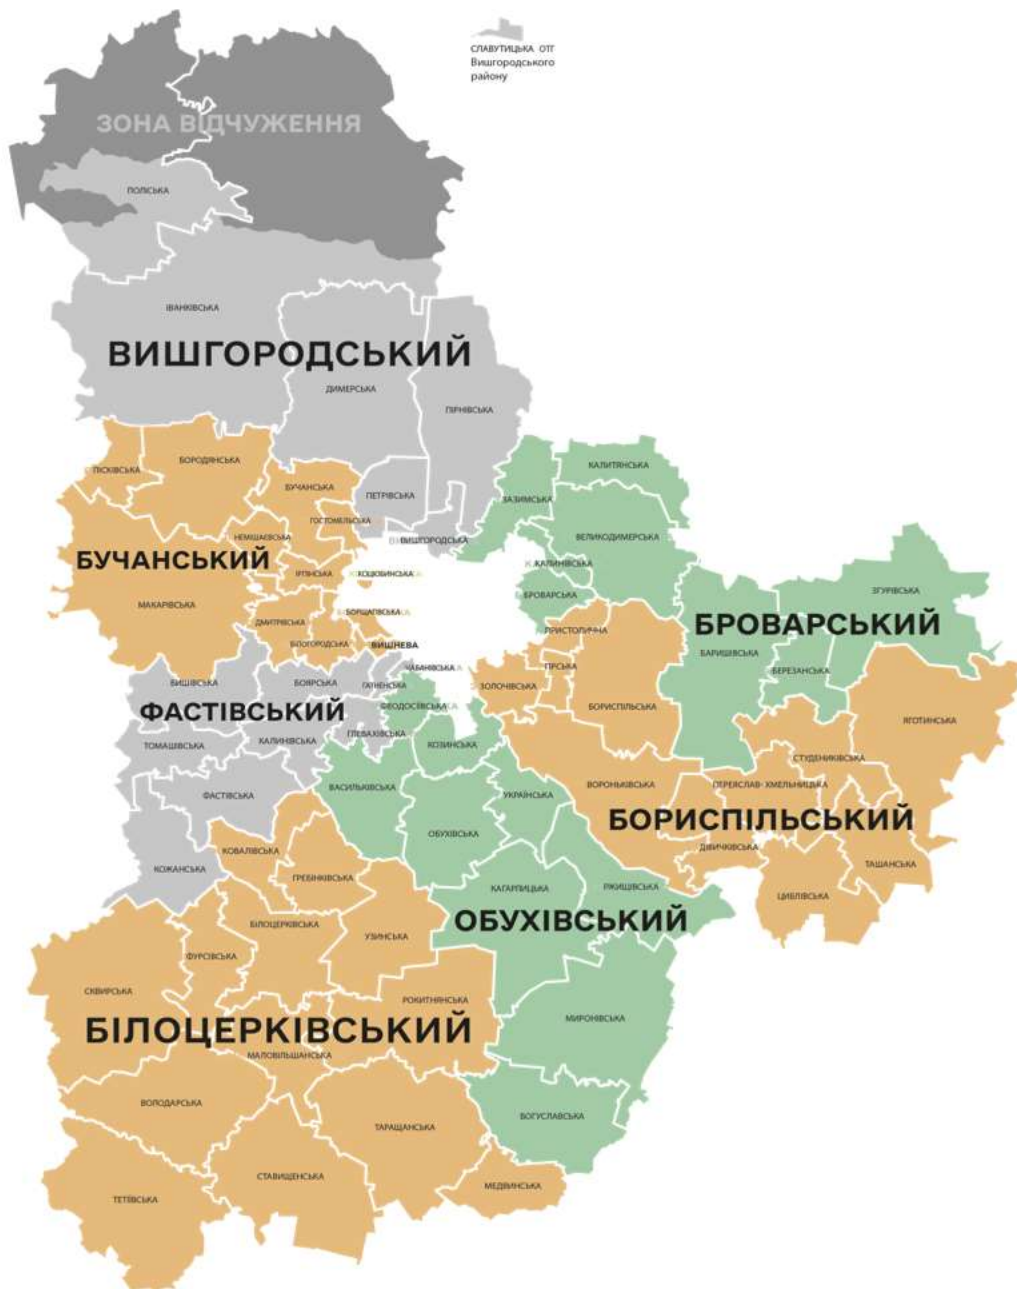 СЛАВУТИЦЬКА ОТГ
Вишгородського
району
ЗОНА ВІДЧУЖЕННЯ
ПОЛІСЬКА
ІВАНКІВСЬКА
ВИШГОРОДСЬКИЙ
ДИМЕРСЬКА
ПІРНІВСЬКА
ПІСКІВСЬКА
БОРОДЯНСЬКА
БУЧАНСЬКА
ПЕТРІВСЬКА
ЗАЗИМСЬКА
КАЛИТЯНСЬКА
ГОСТОМЕЛЬСЬКА
НЕМІШАЄВСЬКА
ВИШГОРОДСЬКА
ВЕЛИКОДИМЕРСЬКА
БУЧАНСЬКИЙ
ІРПІНСЬКА
КОЦЮБИНСЬКА
КАЛИНІВСЬКА
БРОВАРСЬКА
ЗГУРІВСЬКА
МАКАРІВСЬКА
БОРЩАГІВСЬКА
ДМИТРІВСЬКА
БІЛОГОРОДСЬКА
ВИШНЕВА
ПРИСТОЛИЧНА
БРОВАРСЬКИЙ
БАРИШІВСЬКА
БЕРЕЗАНСЬКА
ЧАБАНІВСЬКА
ГІРСЬКА
БИШІВСЬКА
БОЯРСЬКА
ГАТНЕНСЬКА
ЗОЛОЧІВСЬКА
ФЕОДОСІЇВСЬКА
БОРИСПІЛЬСЬКА
ФАСТІВСЬКИЙ
ЯГОТИНСЬКА
ГЛЕВАХІВСЬКА
ТОМАШІВСЬКА
КАЛИНІВСЬКА
КОЗИНСЬКА
СТУДЕНИКІВСЬКА
ФАСТІВСЬКА
ВАСИЛЬКІВСЬКА
УКРАЇНСЬКА
ВОРОНЬКІВСЬКА
ПЕРЕЯСЛАВ- ХМЕЛЬНИЦЬКА
БОРИСПІЛЬСЬКИЙ
ОБУХІВСЬКА
КОВАЛІВСЬКА
ДІВИЧКІВСЬКА
ТАШАНСЬКА
КОЖАНСЬКА
ГРЕБІНКІВСЬКА
КАГАРЛИЦЬКА
РЖИЩІВСЬКА
ЦИБЛІВСЬКА
ОБУХІВСЬКИЙ
БІЛОЦЕРКІВСЬКА
УЗИНСЬКА
ФУРСІВСЬКА
СКВИРСЬКА
РОКИТНЯНСЬКА
МИРОНІВСЬКА
БІЛОЦЕРКІВСЬКИЙ
МАЛОВІЛЬШАНСЬКА
ВОЛОДАРСЬКА
БОГУСЛАВСЬКА
ТАРАЩАНСЬКА
СТАВИЩЕНСЬКА
МЕДВИНСЬКА
ТЕТІЇВСЬКА